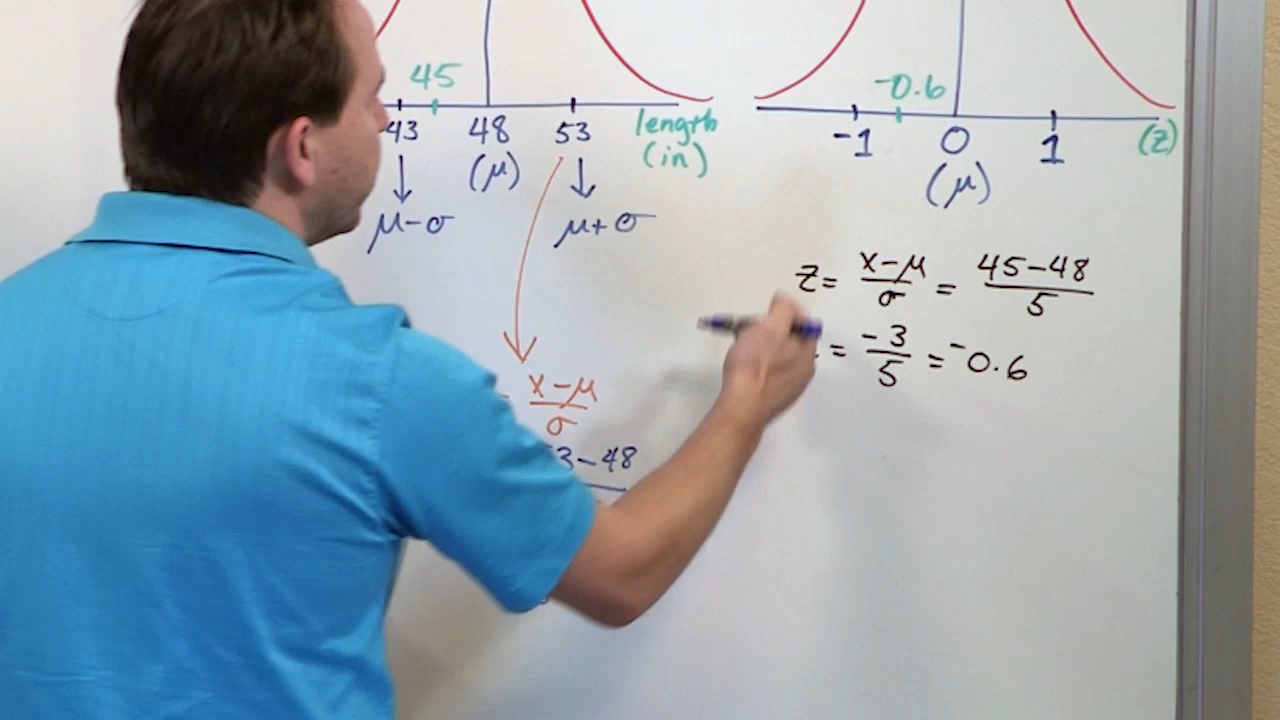 45
43 48 53 length
(μ) (in)
μ-σ μ+σ
x-μ
σ
3-48
-0.6
-1 0 1 (z)
(μ)
z = x-μ = 45-48
σ 5
= -3 = -0.6
5